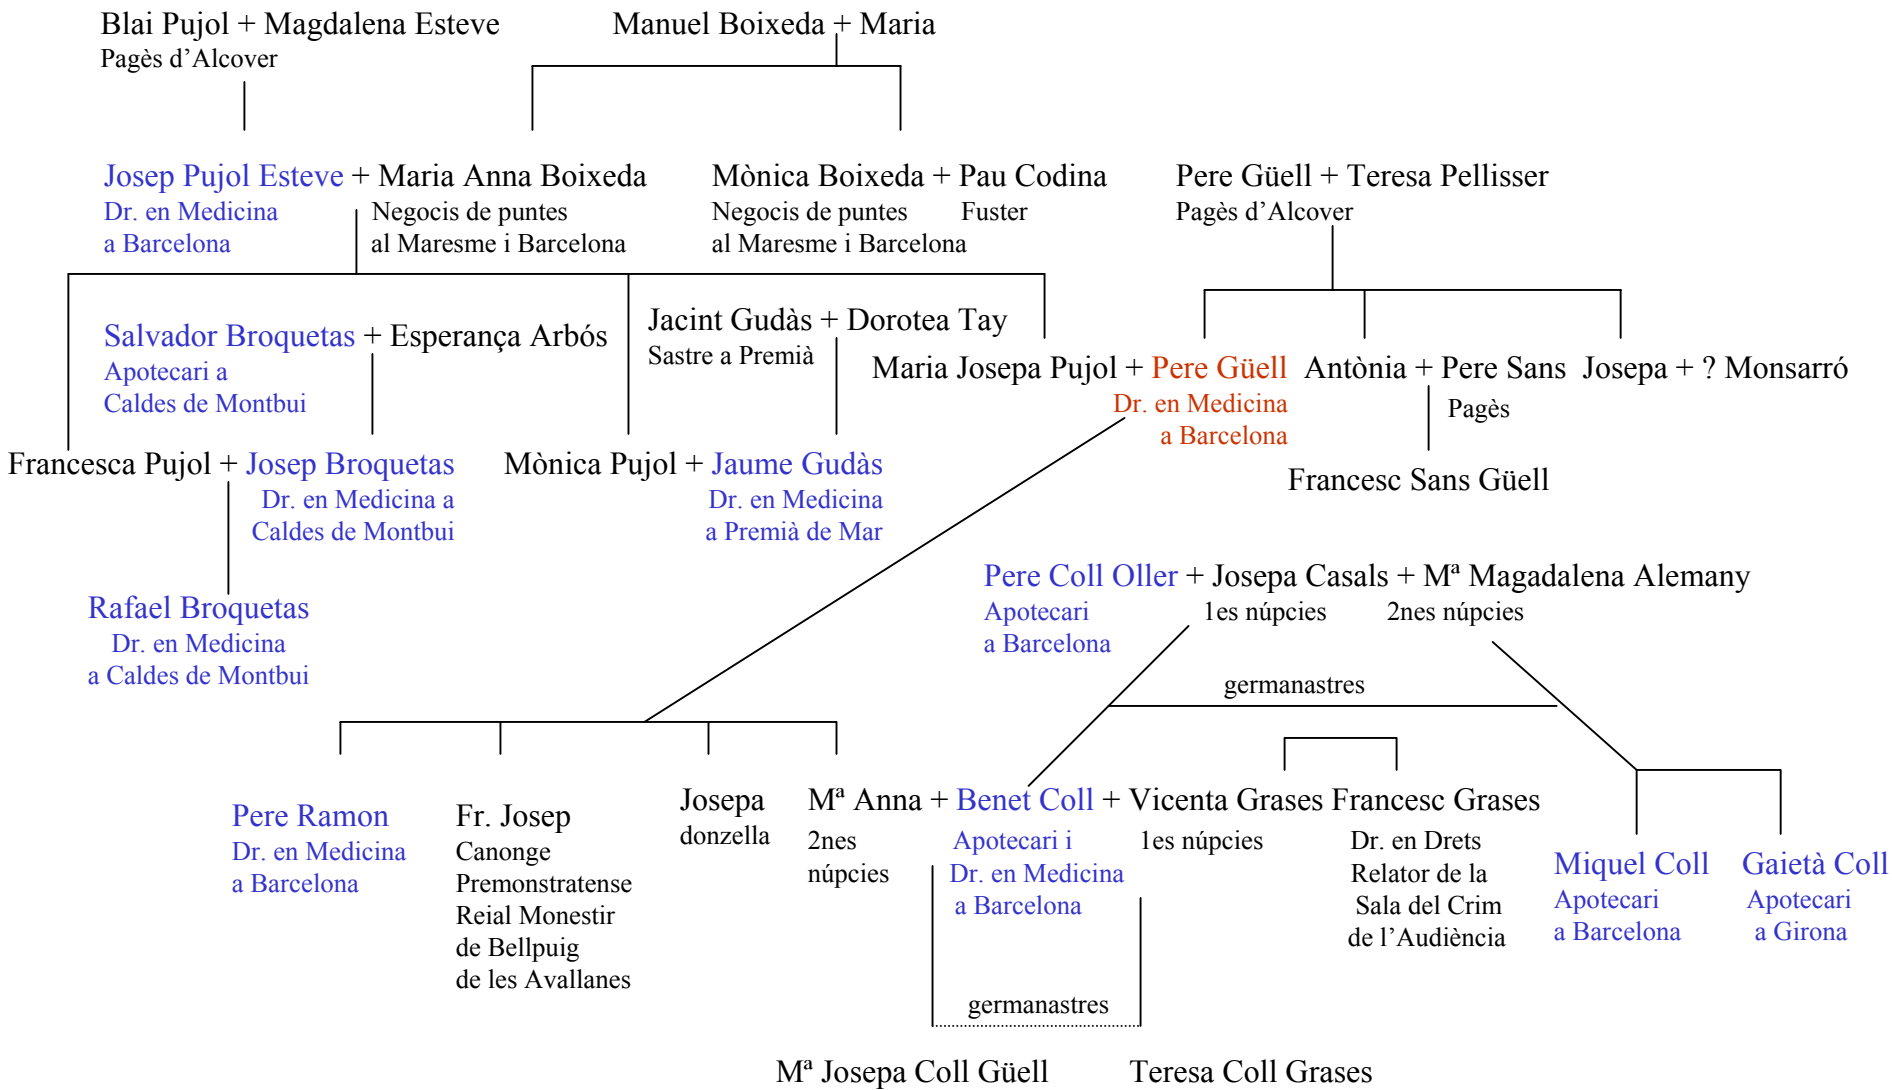 Blai Pujol + Magdalena Esteve
Pagès d’Alcover
Manuel Boixeda + Maria
Josep Pujol Esteve + Maria Anna Boixeda
Dr. en Medicina
a Barcelona
Negocis de puntes
al Maresme i Barcelona
Mònica Boixeda + Pau Codina
Negocis de puntes
al Maresme i Barcelona
Fuster
Pere Güell + Teresa Pellisser
Pagès d’Alcover
Salvador Broquetas + Esperança Arbós
Apotecari a
Caldes de Montbui
Jacint Gudàs + Dorotea Tay
Sastre a Premià
Maria Josepa Pujol + Pere Güell
Dr. en Medicina
a Barcelona
Antònia + Pere Sans
Pagès
Josepa + ? Monsarró
Francesca Pujol + Josep Broquetas
Dr. en Medicina a
Caldes de Montbui
Mònica Pujol + Jaume Gudàs
Dr. en Medicina
a Premià de Mar
Francesc Sans Güell
Rafael Broquetas
Dr. en Medicina
a Caldes de Montbui
Pere Coll Oller + Josepa Casals + Mª Magadalena Alemany
Apotecari
a Barcelona
1es núpcies
2nes núpcies
germanastres
Pere Ramon
Dr. en Medicina
a Barcelona
Fr. Josep
Canonge
Premonstratense
Reial Monestir
de Bellpuig
de les Avallanes
Josepa
donzella
Mª Anna + Benet Coll + Vicenta Grases
2nes
núpcies
Apotecari i
Dr. en Medicina
a Barcelona
1es núpcies
Francesc Grases
Dr. en Drets
Relator de la
Sala del Crim
de l’Audiència
Miquel Coll
Apotecari
a Barcelona
Gaietà Coll
Apotecari
a Girona
germanastres
Mª Josepa Coll Güell
Teresa Coll Grases